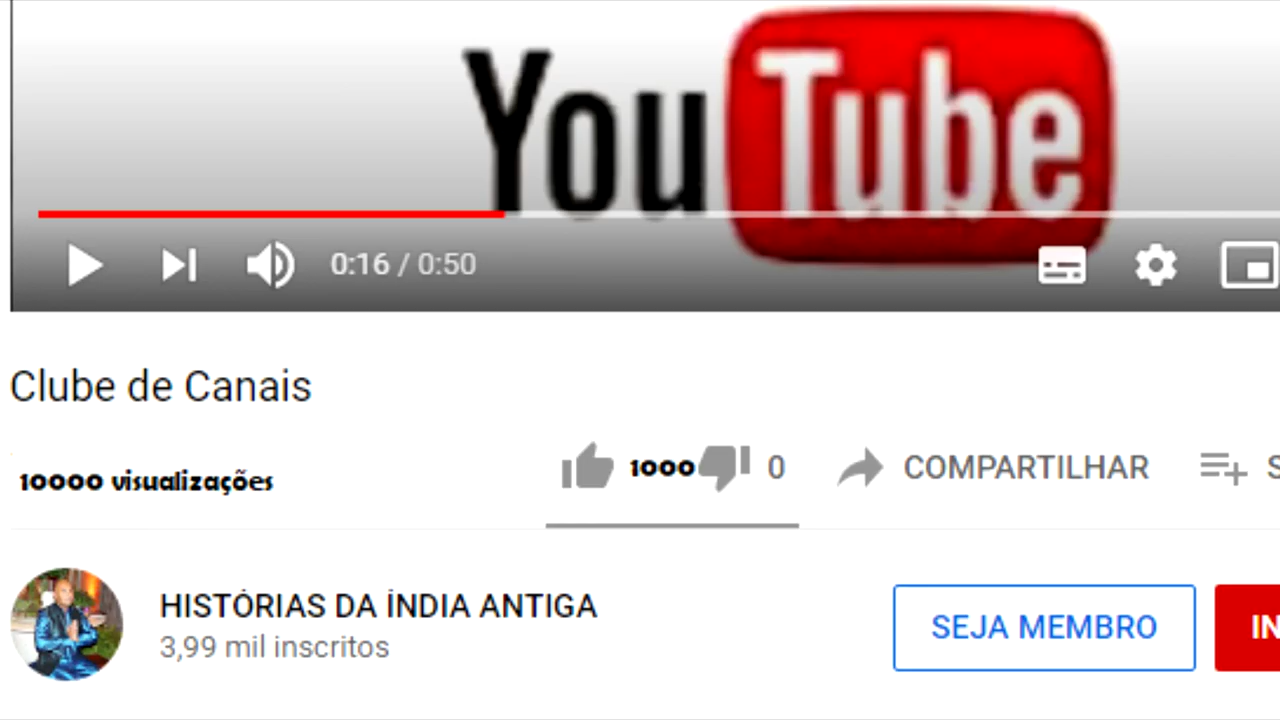 YouTube
0:16 / 0:50
Clube de Canais
10000 visualizações
1000
0
COMPARTILHAR
S
HISTÓRIAS DA ÍNDIA ANTIGA
3,99 mil inscritos
SEJA MEMBRO
IN